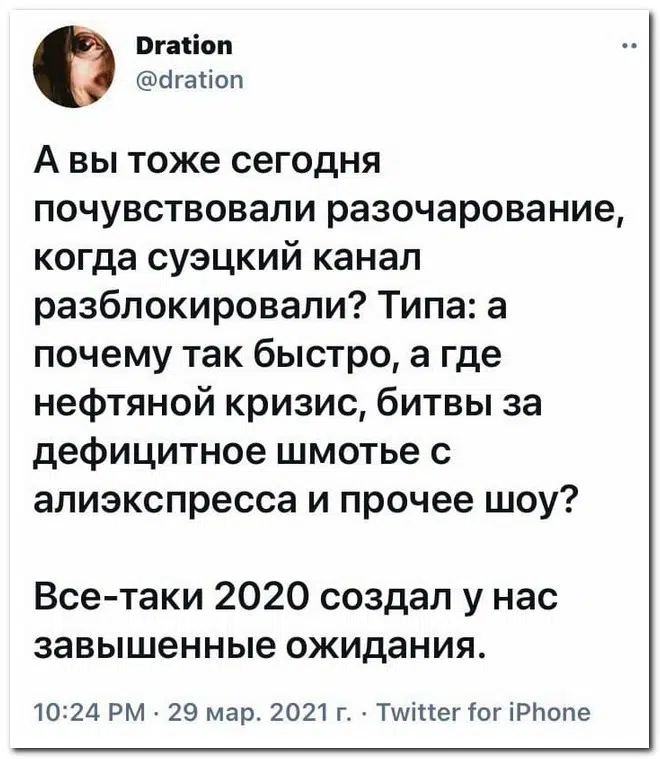 Dration
@dration
А вы тоже сегодня
почувствовали разочарование,
когда суэцкий канал
разблокировали? Типа: а
почему так быстро, а где
нефтяной кризис, битвы за
дефицитное шмотье с
алиэкспресса и прочее шоу?
Все-таки 2020 создал у нас
завышенные ожидания.
10:24 PM · 29 мар. 2021 г. · Twitter for iPhone